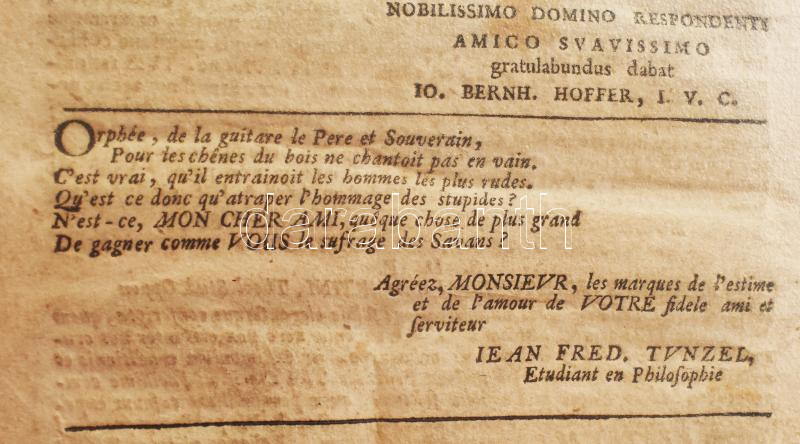 NOBILISSIMO DOMINO RESPONDENTI
AMICO SVAVISSIMO
gratulabundus dabat
IO. BERNH. HOFFER, I. V. C.
Orphée, de la guitare le Pere et Souverain,
Pour les chênes du bois ne chantoit pas en vain.
C'est vrai, qu'il entrainoit les hommes les plus rudes.
Qu'est ce donc qu'atraper l'hommage des stupides?
N'est-ce, MON CHER AMI, quêque chose de plus grand
De gagner comme VOUS le sufrage des Savans?
Agréez, MONSIEVR, les marques de l'estime
et de l'amour de VOTRE fidele ami et
ſerviteur
IEAN FRED. TVNZEL,
Etudiant en Philoſophie
darabanth